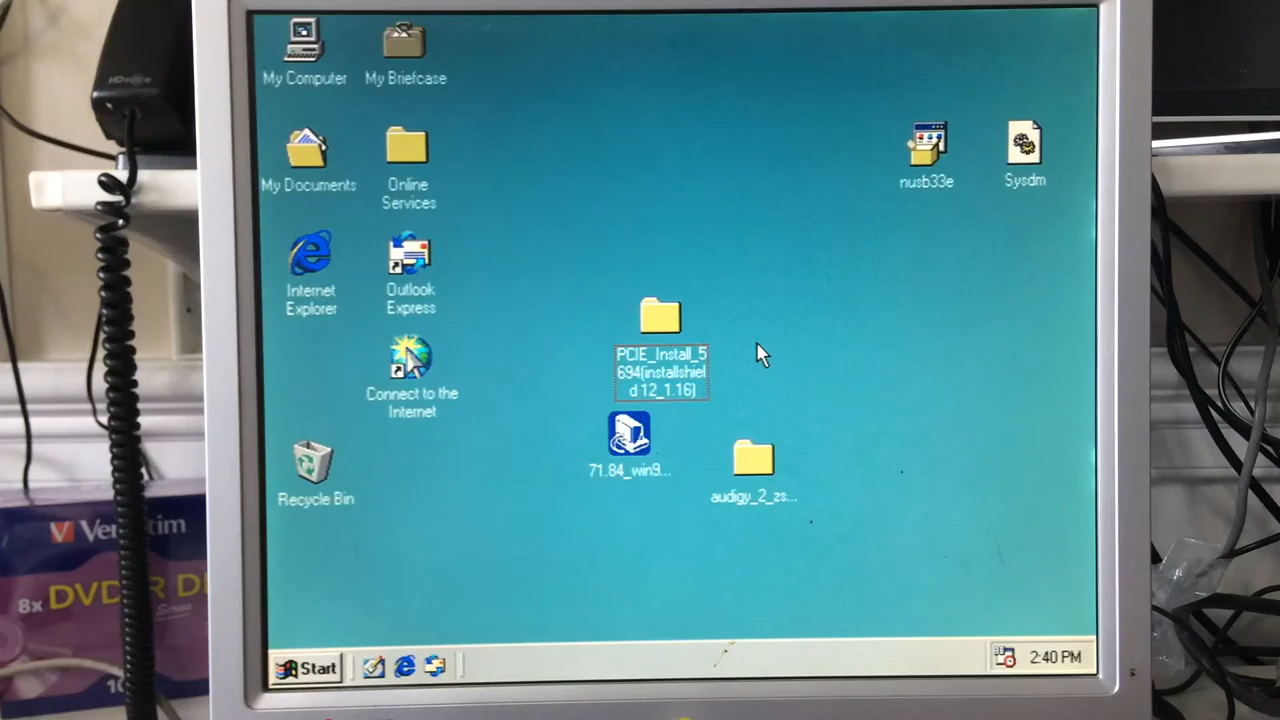 HDvoice
My Computer
My Briefcase
My Documents
Online
Services
nusb33e
Sysdm
Internet
Explorer
Outlook
Express
PCIE_Install_5
694(installshiel
d 12_1.16)
Connect to the
Internet
71.84_win9...
audigy_2_zs...
Recycle Bin
Verbatim
8x DVD
R
Start
2:40 PM